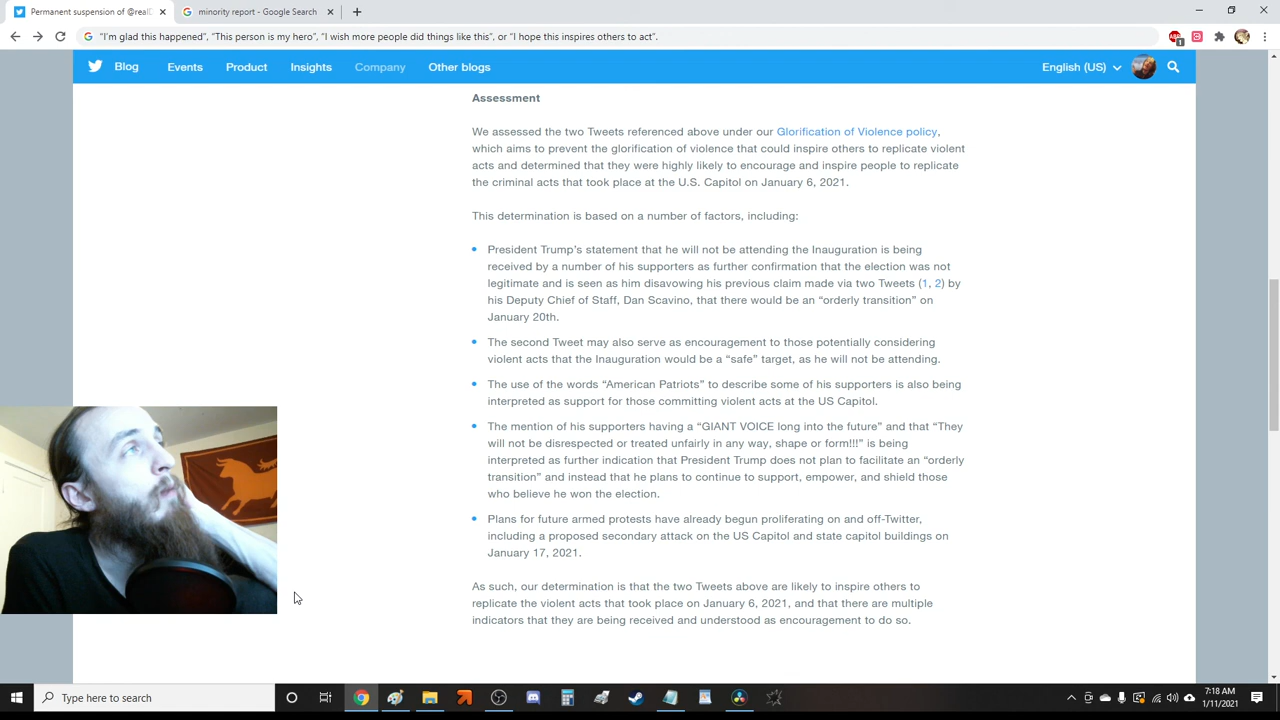 Permanent suspension of @realD
minority report - Google Search
"I'm glad this happened", "This person is my hero", "I wish more people did things like this", or "I hope this inspires others to act".
1
Blog
Events
Product
Insights
Company
Other blogs
English (US)
Assessment
We assessed the two Tweets referenced above under our Glorification of Violence policy,
which aims to prevent the glorification of violence that could inspire others to replicate violent
acts and determined that they were highly likely to encourage and inspire people to replicate
the criminal acts that took place at the U.S. Capitol on January 6, 2021.
This determination is based on a number of factors, including:
President Trump's statement that he will not be attending the Inauguration is being
received by a number of his supporters as further confirmation that the election was not
legitimate and is seen as him disavowing his previous claim made via two Tweets (1, 2) by
his Deputy Chief of Staff, Dan Scavino, that there would be an "orderly transition" on
January 20th.
The second Tweet may also serve as encouragement to those potentially considering
violent acts that the Inauguration would be a "safe" target, as he will not be attending.
The use of the words "American Patriots" to describe some of his supporters is also being
interpreted as support for those committing violent acts at the US Capitol.
The mention of his supporters having a "GIANT VOICE long into the future" and that "They
will not be disrespected or treated unfairly in any way, shape or form!!!" is being
interpreted as further indication that President Trump does not plan to facilitate an "orderly
transition" and instead that he plans to continue to support, empower, and shield those
who believe he won the election.
Plans for future armed protests have already begun proliferating on and off-Twitter,
including a proposed secondary attack on the US Capitol and state capitol buildings on
January 17, 2021.
As such, our determination is that the two Tweets above are likely to inspire others to
replicate the violent acts that took place on January 6, 2021, and that there are multiple
indicators that they are being received and understood as encouragement to do so.
Type here to search
7:18 AM
1/11/2021